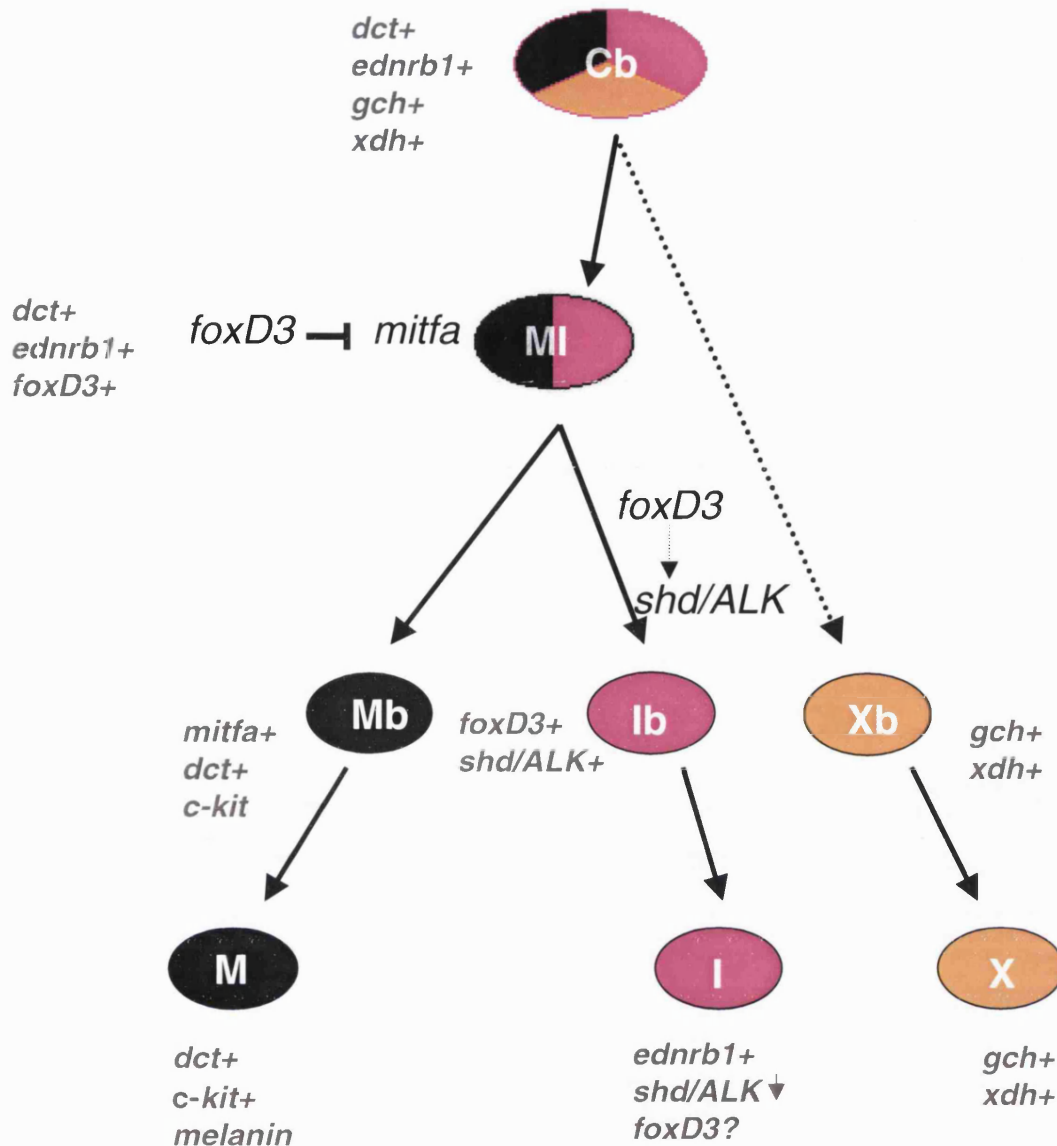 dct+
ednrb1+
gch+
xdh+
Cb
dct+
ednrb1+
foxD3+
foxD3
mitfa
MI
foxD3
shd/ALK
Mb
Ib
Xb
mitfa+
dct+
c-kit
foxD3+
shd/ALK+
gch+
xdh+
M
I
X
dct+
c-kit+
melanin
ednrb1+
shd/ALK
foxD3?
gch+
xdh+